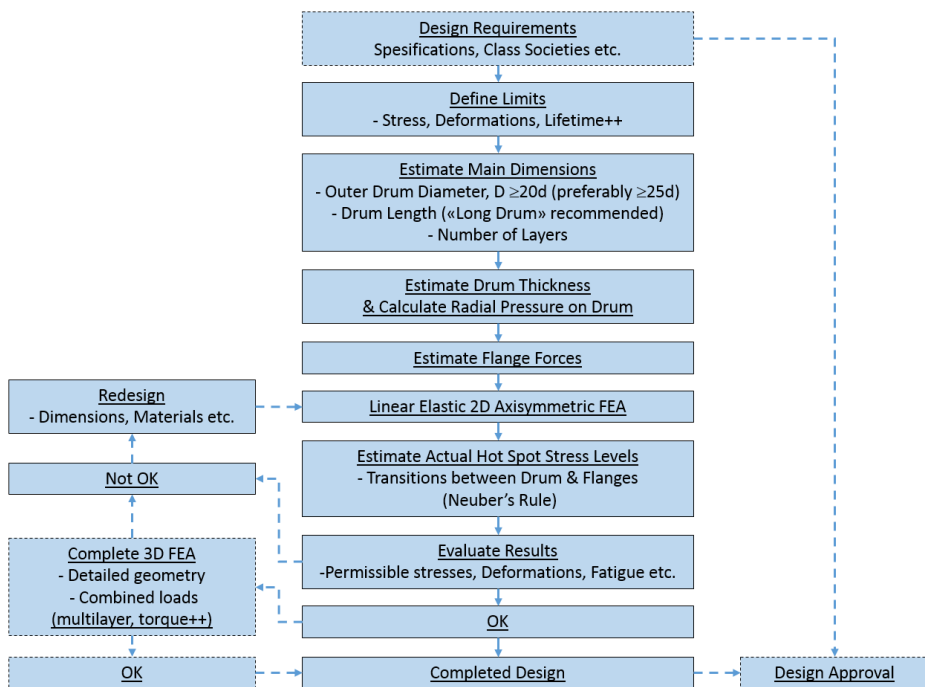 Design Requirements
Spesifications, Class Societies etc.
Define Limits
- Stress, Deformations, Lifetime++
Estimate Main Dimensions
- Outer Drum Diameter, D ≥20d (preferably ≥25d)
- Drum Length («Long Drum» recommended)
- Number of Layers
Estimate Drum Thickness
& Calculate Radial Pressure on Drum
Estimate Flange Forces
Redesign
- Dimensions, Materials etc.
Linear Elastic 2D Axisymmetric FEA
Estimate Actual Hot Spot Stress Levels
- Transitions between Drum & Flanges
(Neuber's Rule)
Not OK
Evaluate Results
-Permissible stresses, Deformations, Fatigue etc.
Complete 3D FEA
- Detailed geometry
- Combined loads
(multilayer, torque++)
OK
OK
Completed Design
Design Approval